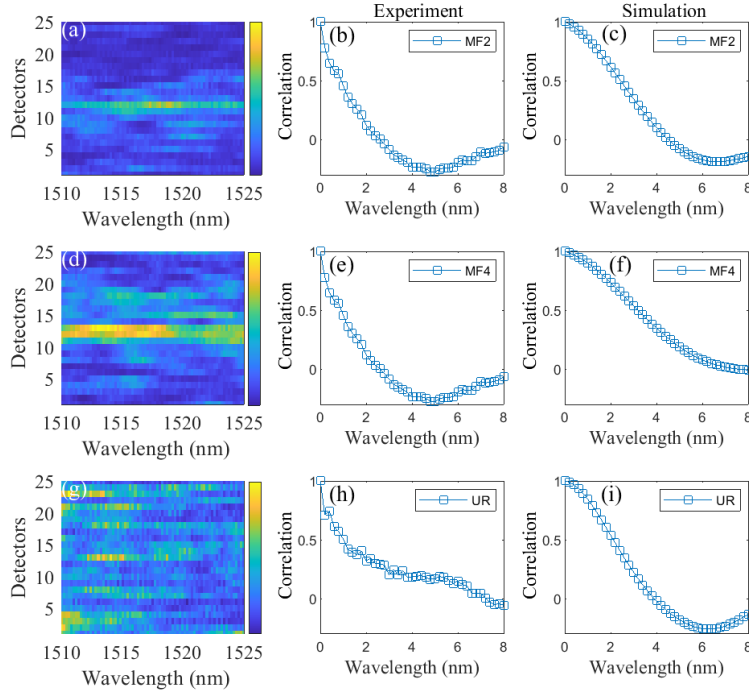 Experiment
Simulation
(a)
25
20
15
10
5
Detectors
1510
1515
1520
1525
Wavelength (nm)
(b)
MF2
1
0.5
0
Correlation
0
2
4
6
8
Wavelength (nm)
(c)
MF2
1
0.5
0
Correlation
0
2
4
6
8
Wavelength (nm)
(d)
25
20
15
10
5
Detectors
1510
1515
1520
1525
Wavelength (nm)
(e)
MF4
1
0.5
0
Correlation
0
2
4
6
8
Wavelength (nm)
(f)
MF4
1
0.5
0
Correlation
0
2
4
6
8
Wavelength (nm)
(g)
25
20
15
10
5
Detectors
1510
1515
1520
1525
Wavelength (nm)
(h)
UR
1
0.5
0
Correlation
0
2
4
6
8
Wavelength (nm)
(i)
UR
1
0.5
0
Correlation
0
2
4
6
8
Wavelength (nm)